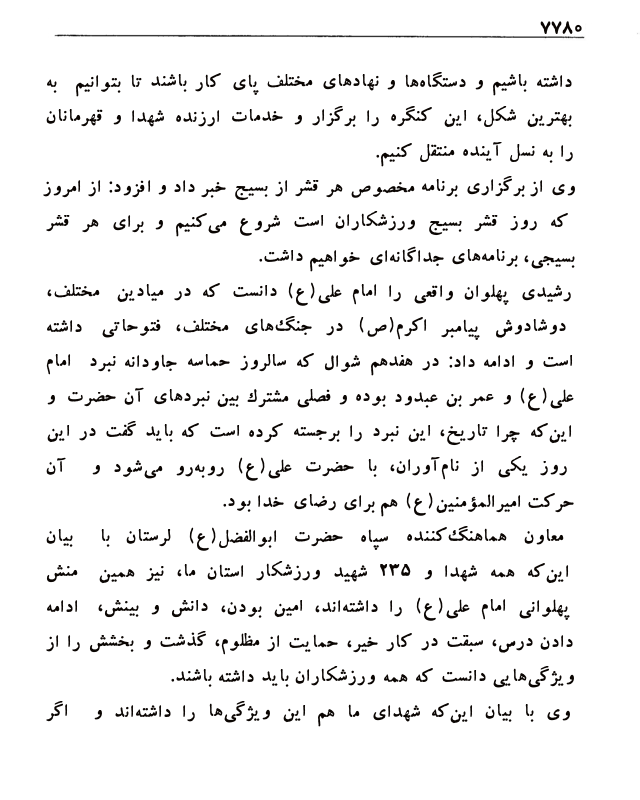 ۷۷۸۰
داشته باشیم و دستگاه‌ها و نهادهای مختلف پای کار باشند تا بتوانیم به
بهترین شکل، این کنگره را برگزار و خدمات ارزنده شهدا و قهرمانان
را به نسل آینده منتقل کنیم.
وی از برگزاری برنامه مخصوص هر قشر از بسیج خبر داد و افزود: از امروز
که روز قشر بسیج ورزشکاران است شروع می‌کنیم و برای هر قشر
بسیجی، برنامه‌های جداگانه‌ای خواهیم داشت.
رشیدی پهلوان واقعی را امام علی(ع) دانست که در میادین مختلف،
دوشادوش پیامبر اکرم(ص) در جنگ‌های مختلف، فتوحاتی داشته
است و ادامه داد: در هفدهم شوال که سالروز حماسه جاودانه نبرد امام
علی(ع) و عمر بن عبدود بوده و فصلی مشترک بین نبردهای آن حضرت و
این‌که چرا تاریخ، این نبرد را برجسته کرده است که باید گفت در این
روز یکی از نام‌آوران، با حضرت علی(ع) روبه‌رو می‌شود و آن
حرکت امیرالمؤمنین(ع) هم برای رضای خدا بود.
معاون هماهنگ‌کننده سپاه حضرت ابوالفضل(ع) لرستان با بیان
این‌که همه شهدا و ۲۳۵ شهید ورزشکار استان ما، نیز همین منش
پهلوانی امام علی(ع) را داشته‌اند، امین بودن، دانش و بینش، ادامه
دادن درس، سبقت در کار خیر، حمایت از مظلوم، گذشت و بخشش را از
ویژگی‌هایی دانست که همه ورزشکاران باید داشته باشند.
وی با بیان این‌که شهدای ما هم این ویژگی‌ها را داشته‌اند و اگر